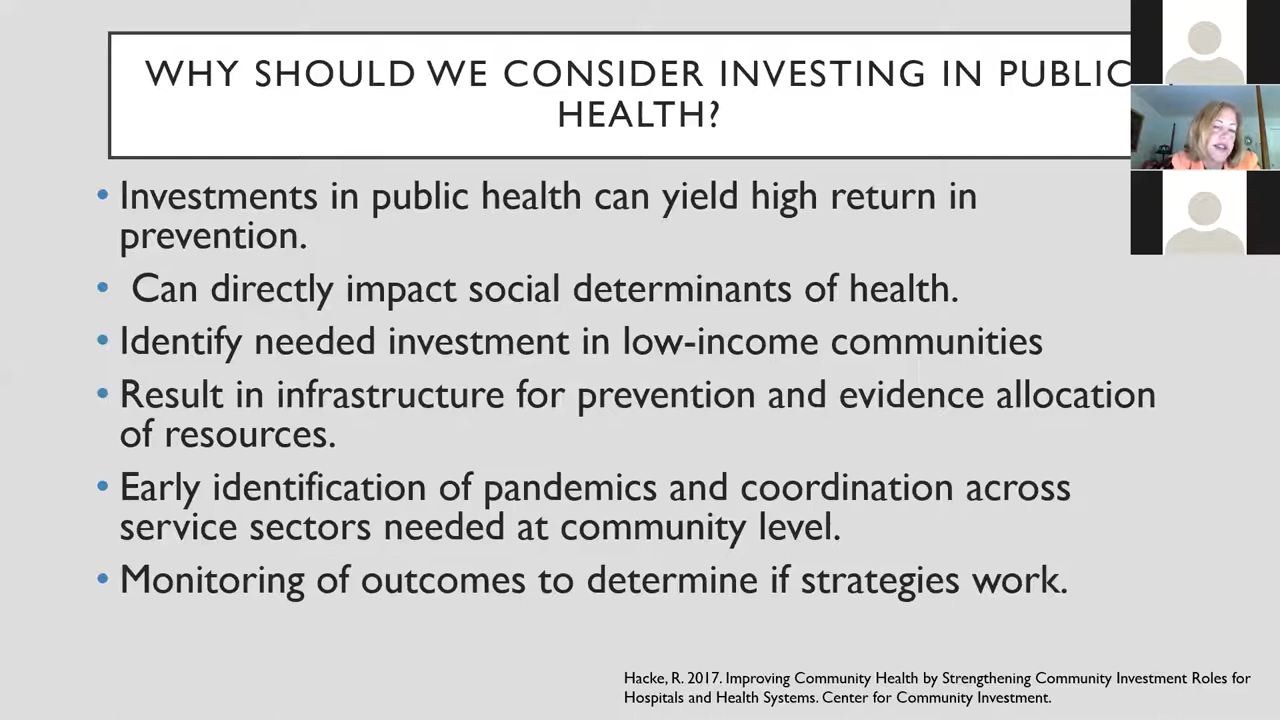 WHY SHOULD WE CONSIDER INVESTING IN PUBLIC
HEALTH?
• Investments in public health can yield high return in
prevention.
• Can directly impact social determinants of health.
• Identify needed investment in low-income communities
• Result in infrastructure for prevention and evidence allocation
of resources.
• Early identification of pandemics and coordination across
service sectors needed at community level.
• Monitoring of outcomes to determine if strategies work.
Hacke, R. 2017. Improving Community Health by Strengthening Community Investment Roles for
Hospitals and Health Systems. Center for Community Investment.